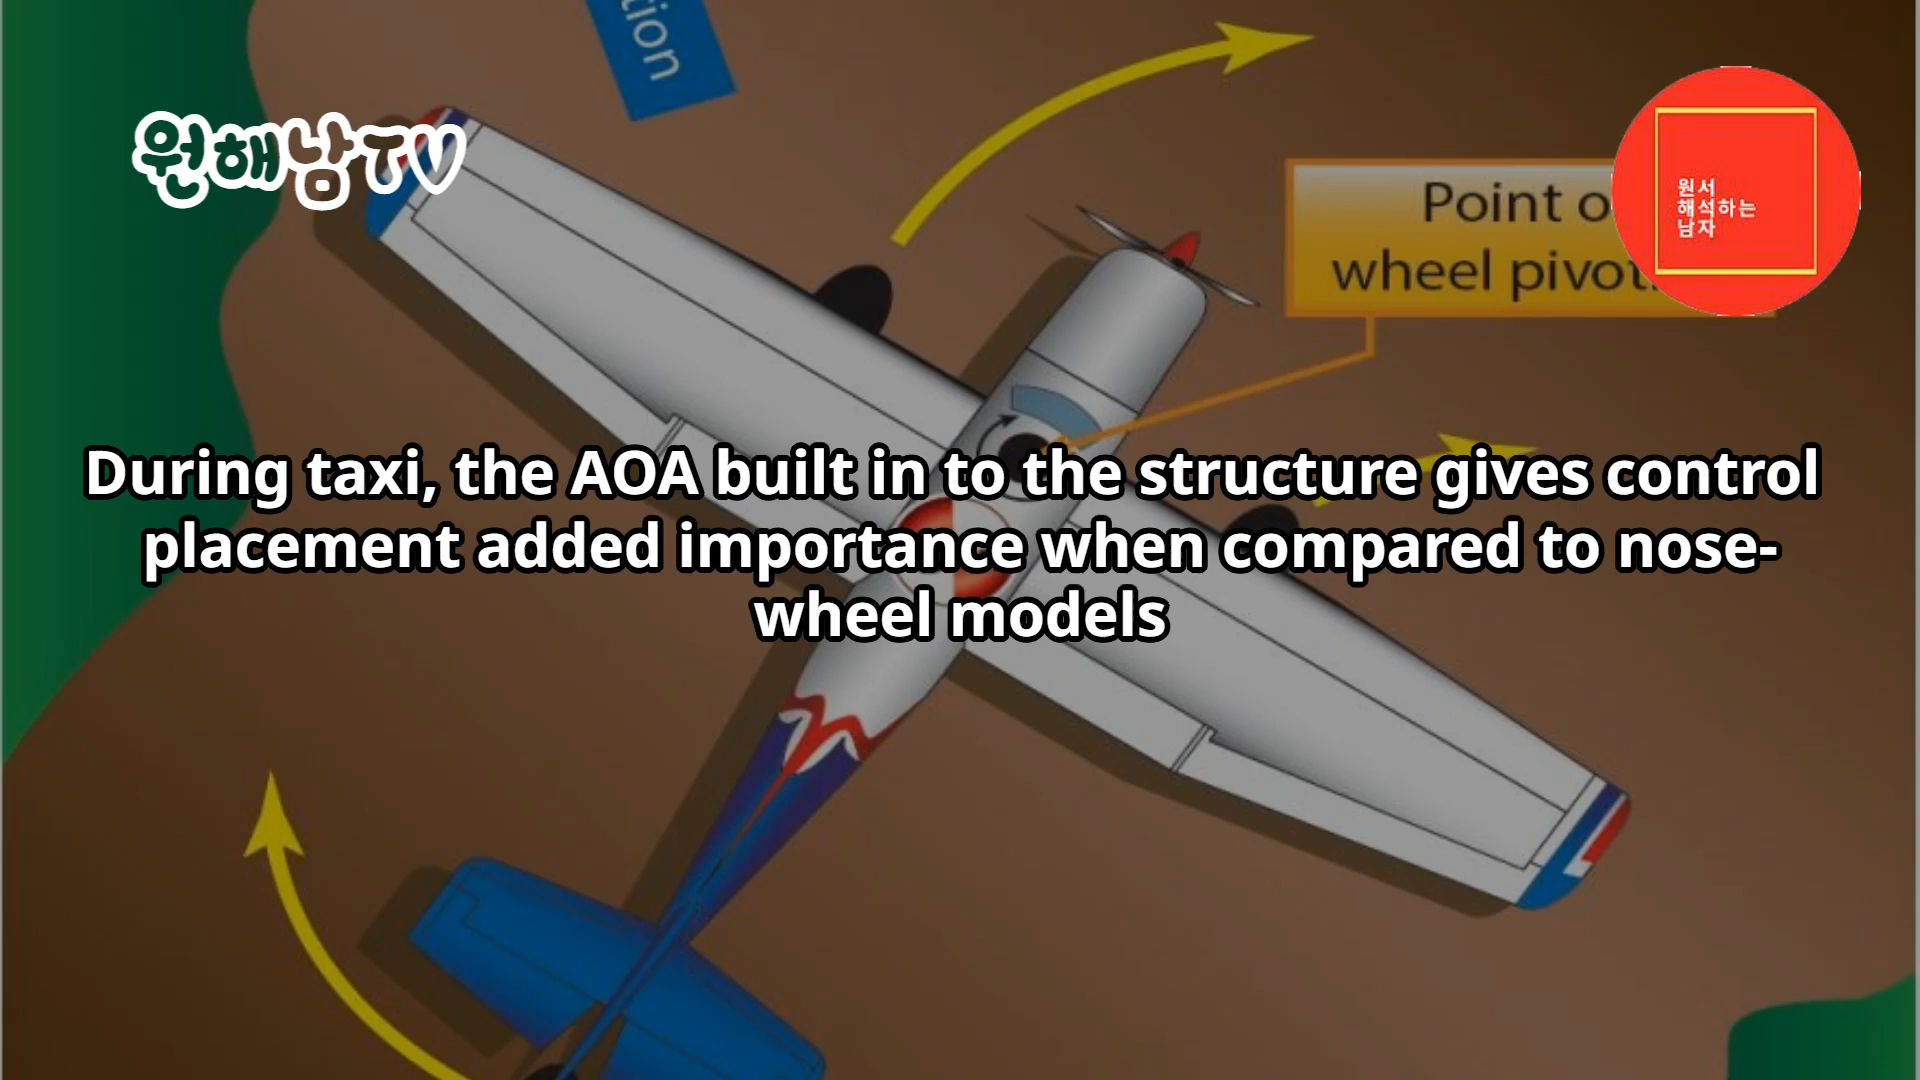 tion
원해남TV
Point o
wheel pivot
원서
해석하는
남자
During taxi, the AOA built in to the structure gives control
placement added importance when compared to nose-
wheel models